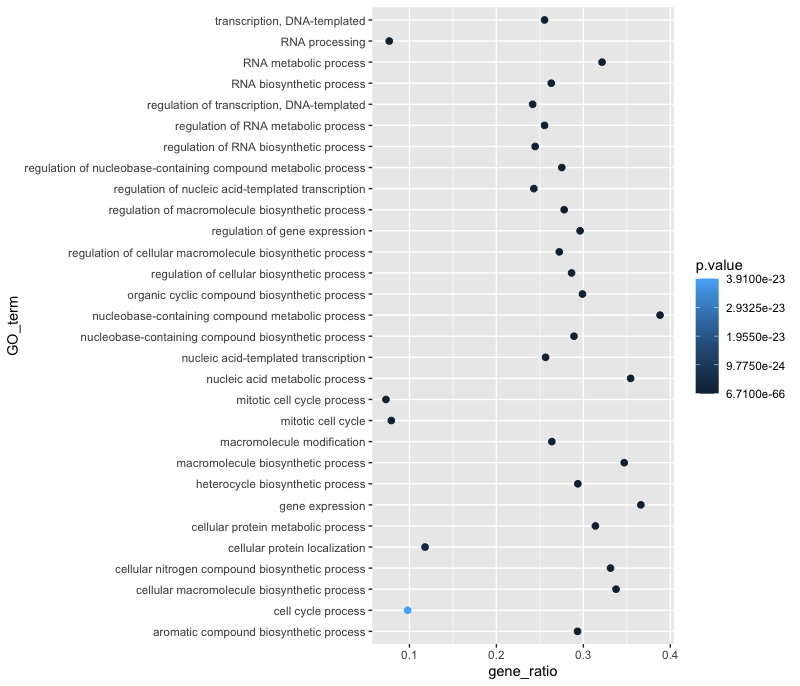 transcription, DNA-templated
RNA processing
RNA metabolic process
RNA biosynthetic process
regulation of transcription, DNA-templated
regulation of RNA metabolic process
regulation of RNA biosynthetic process
regulation of nucleobase-containing compound metabolic process
regulation of nucleic acid-templated transcription
regulation of macromolecule biosynthetic process
regulation of gene expression
regulation of cellular macromolecule biosynthetic process
regulation of cellular biosynthetic process
organic cyclic compound biosynthetic process
nucleobase-containing compound metabolic process
nucleobase-containing compound biosynthetic process
nucleic acid-templated transcription
nucleic acid metabolic process
mitotic cell cycle process
mitotic cell cycle
macromolecule modification
macromolecule biosynthetic process
heterocycle biosynthetic process
gene expression
cellular protein metabolic process
cellular protein localization
cellular nitrogen compound biosynthetic process
cellular macromolecule biosynthetic process
cell cycle process
aromatic compound biosynthetic process
GO_term
0.1 0.2 0.3 0.4
gene_ratio
p.value
3.9100e-23
2.9325e-23
1.9550e-23
9.7750e-24
6.7100e-66